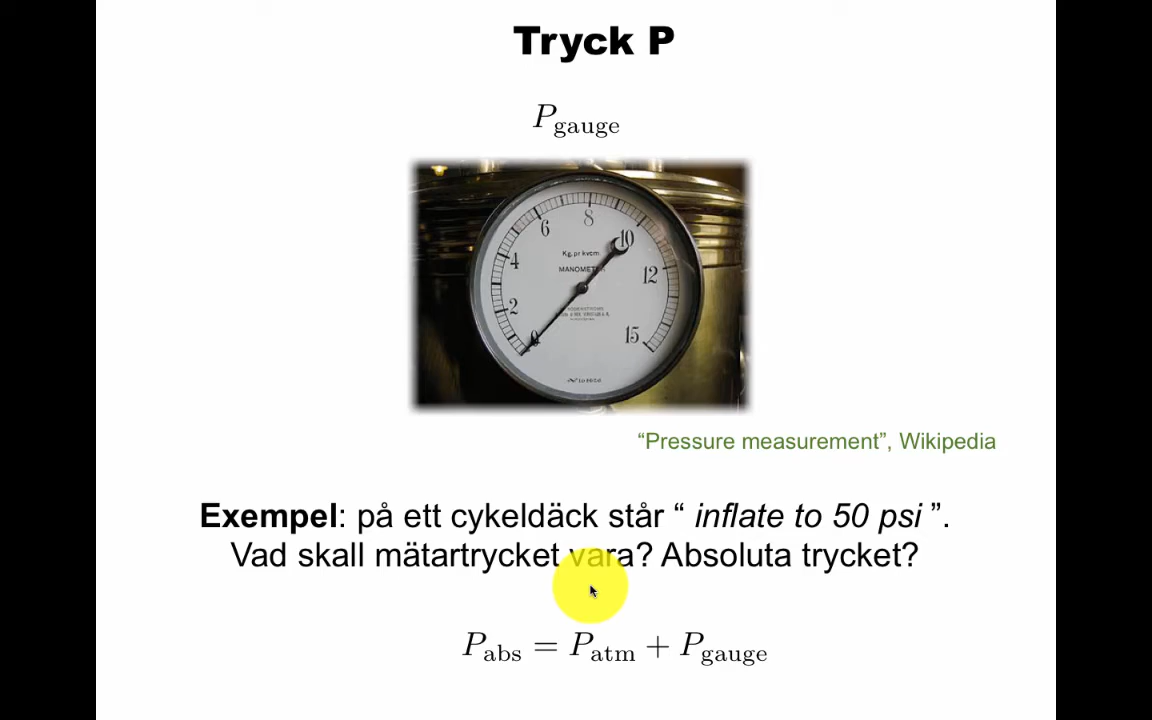 Tryck P
P_gauge
8
6
10
Kg. pr kvcm.
4
MANOMETER
12
2
0
15
“Pressure measurement”, Wikipedia
Exempel: på ett cykeldäck står “ inflate to 50 psi ”.
Vad skall mätartrycket vara? Absoluta trycket?
P_abs = P_atm + P_gauge